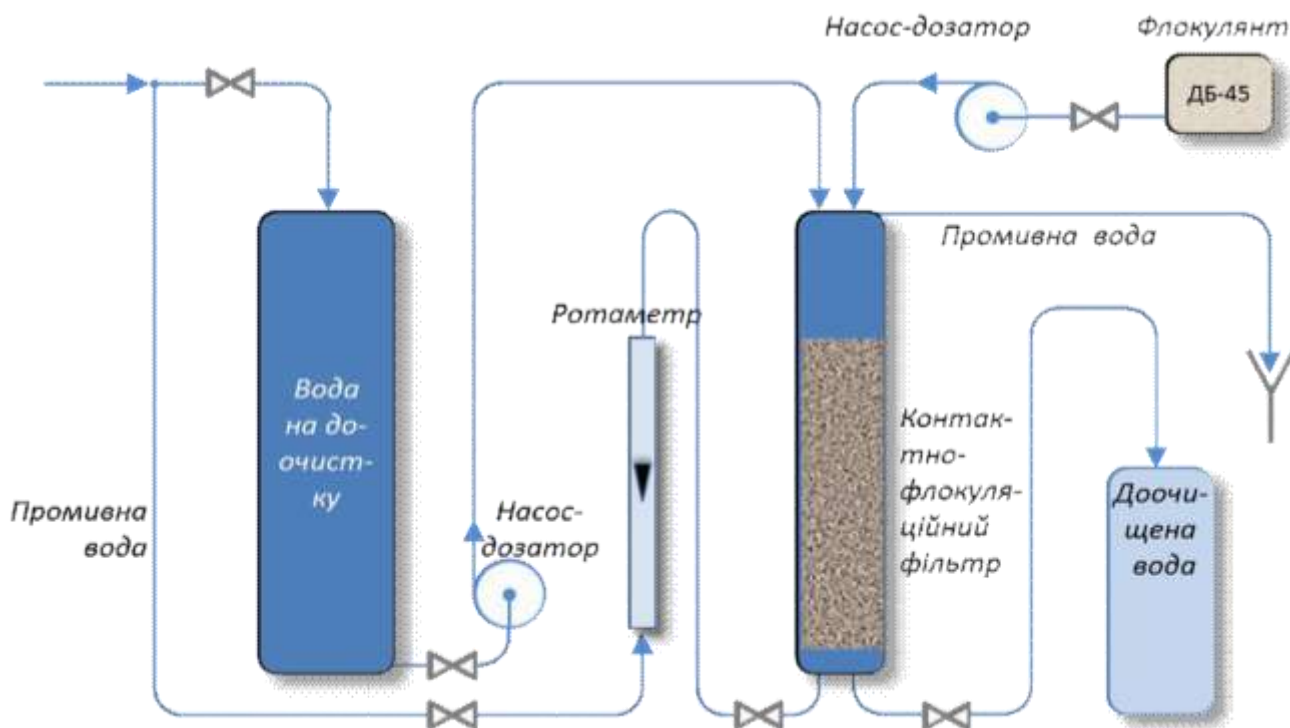 Насос-дозатор
Флокулянт
ДБ-45
Промивна вода
Ротаметр
Вода
на до-
очист-
ку
Контак-
тно-
флокуля-
ційний
фільтр
Доочи-
щена
вода
Промивна
вода
Насос-
дозатор